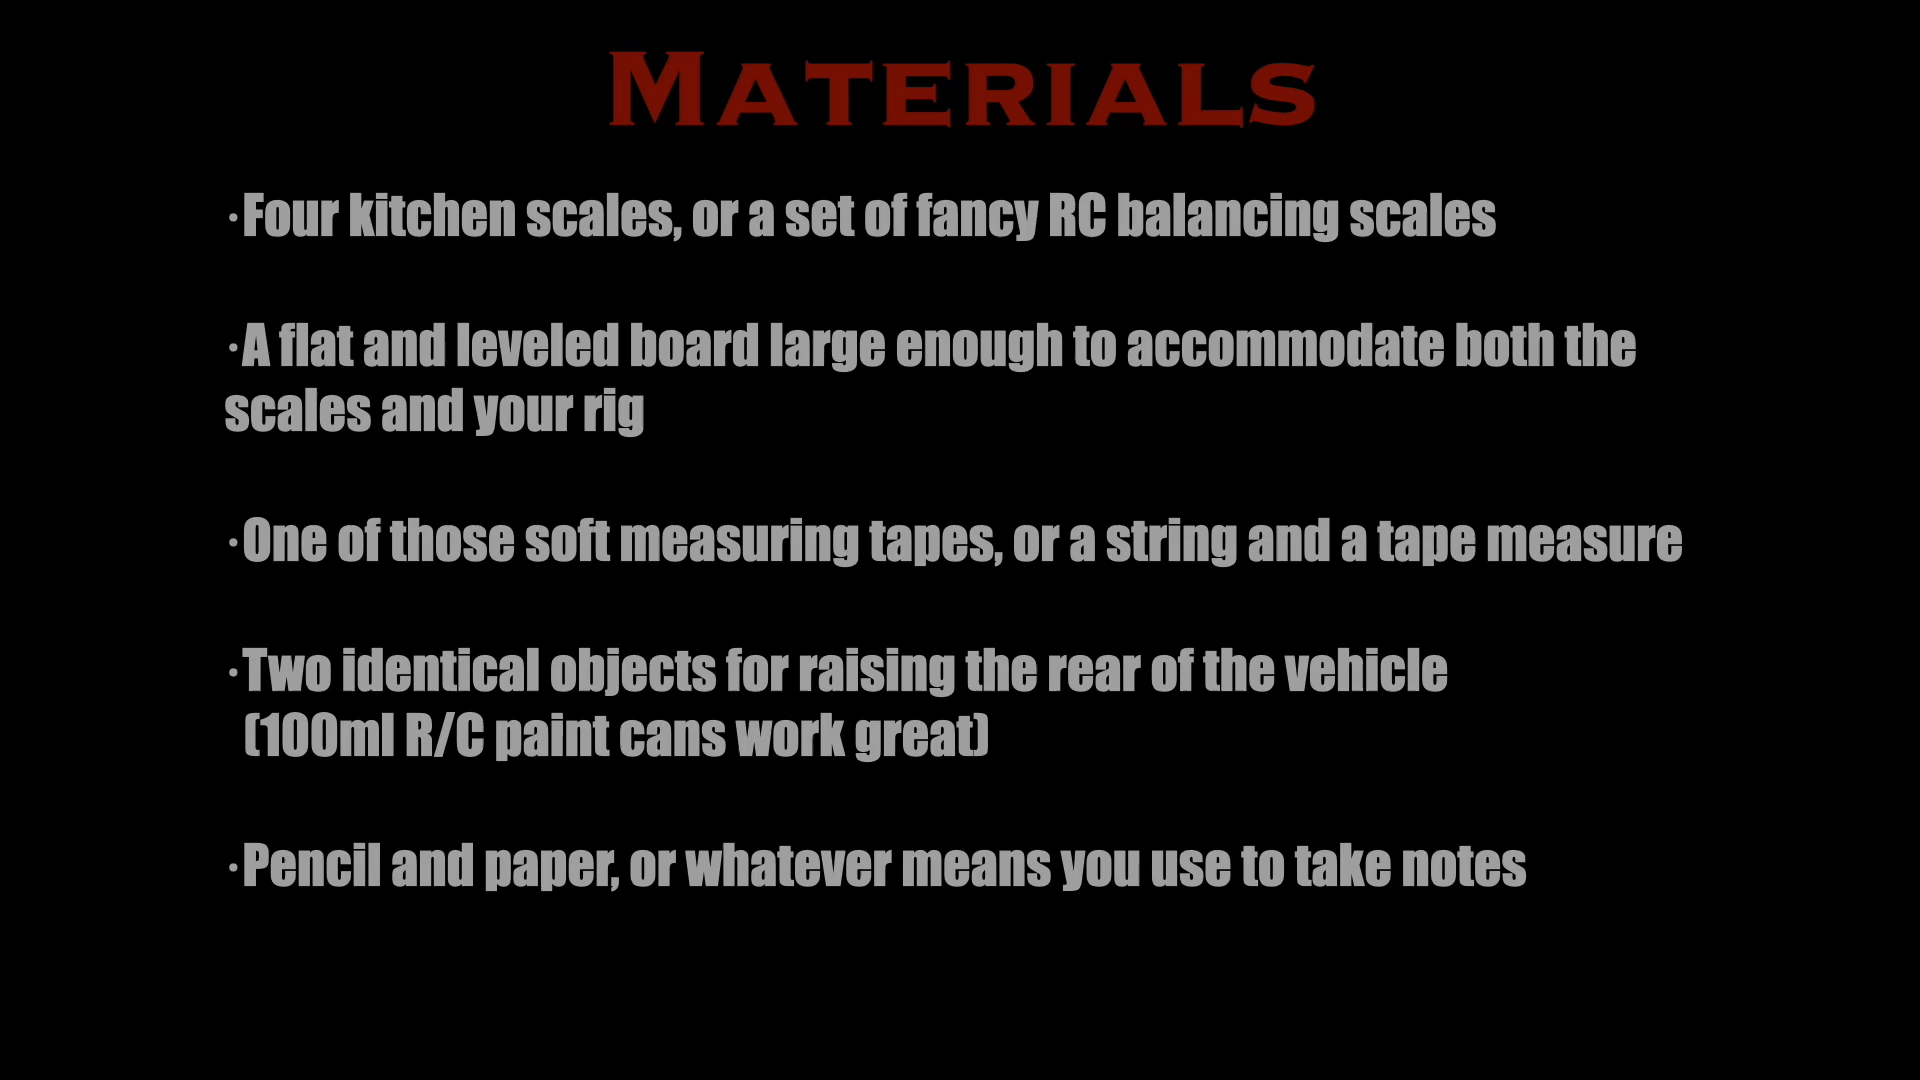 Materials
·Four kitchen scales, or a set of fancy RC balancing scales
·A flat and leveled board large enough to accommodate both the
scales and your rig
·One of those soft measuring tapes, or a string and a tape measure
·Two identical objects for raising the rear of the vehicle
(100ml R/C paint cans work great)
·Pencil and paper, or whatever means you use to take notes